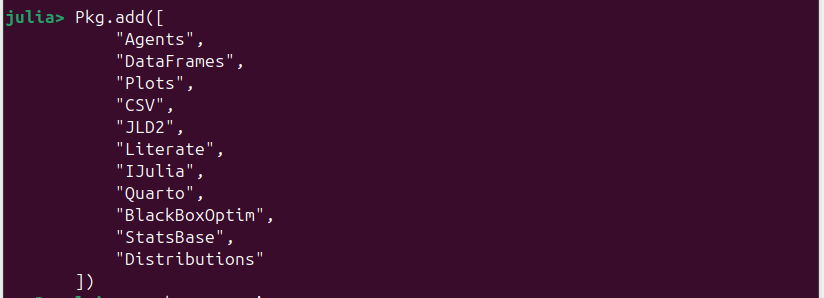 julia> Pkg.add([
"Agents",
"DataFrames",
"Plots",
"CSV",
"JLD2",
"Literate",
"IJulia",
"Quarto",
"BlackBoxOptim",
"StatsBase",
"Distributions"
])